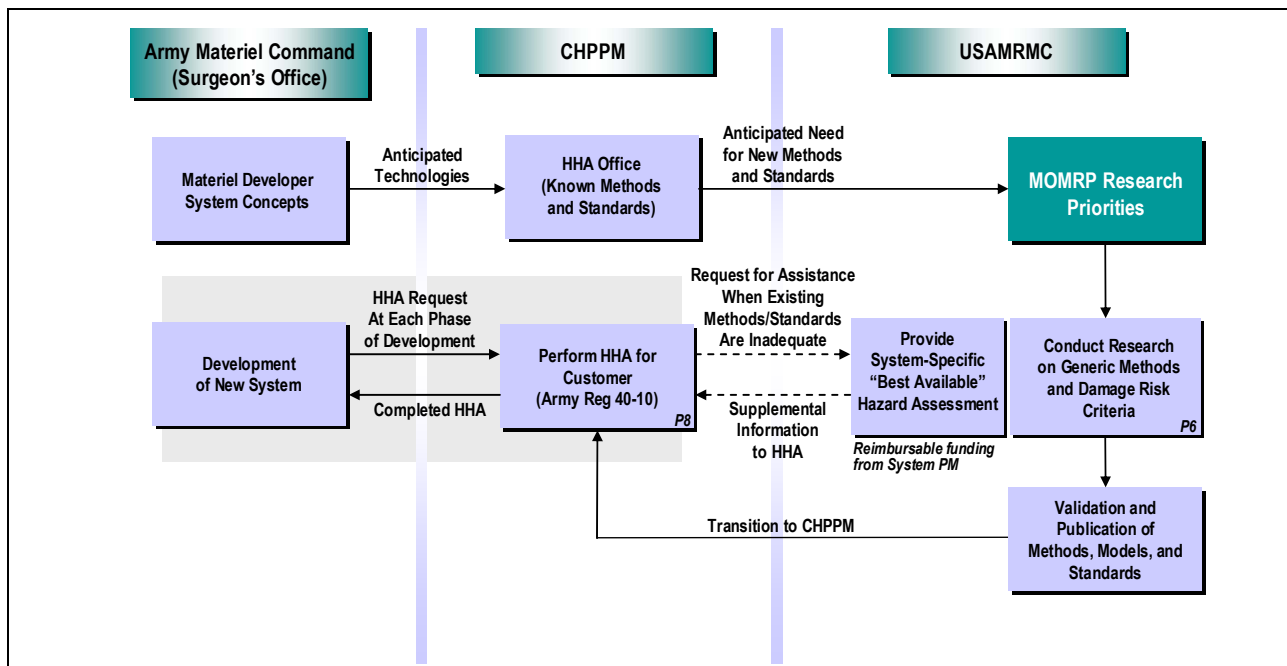 Army Materiel Command
(Surgeon's Office)
CHPPM
USAMRMC
Materiel Developer
System Concepts
Anticipated
Technologies
HHA Office
(Known Methods
and Standards)
Anticipated Need
for New Methods
and Standards
MOMRP Research
Priorities
Development
of New System
HHA Request
At Each Phase
of Development
Completed HHA
Perform HHA for
Customer
(Army Reg 40-10)
P8
Request for Assistance
When Existing
Methods/Standards
Are Inadequate
Supplemental
Information
to HHA
Provide
System-Specific
“Best Available”
Hazard Assessment
Reimbursable funding
from System PM
Conduct Research
on Generic Methods
and Damage Risk
Criteria
P6
Transition to CHPPM
Validation and
Publication of
Methods, Models, and
Standards